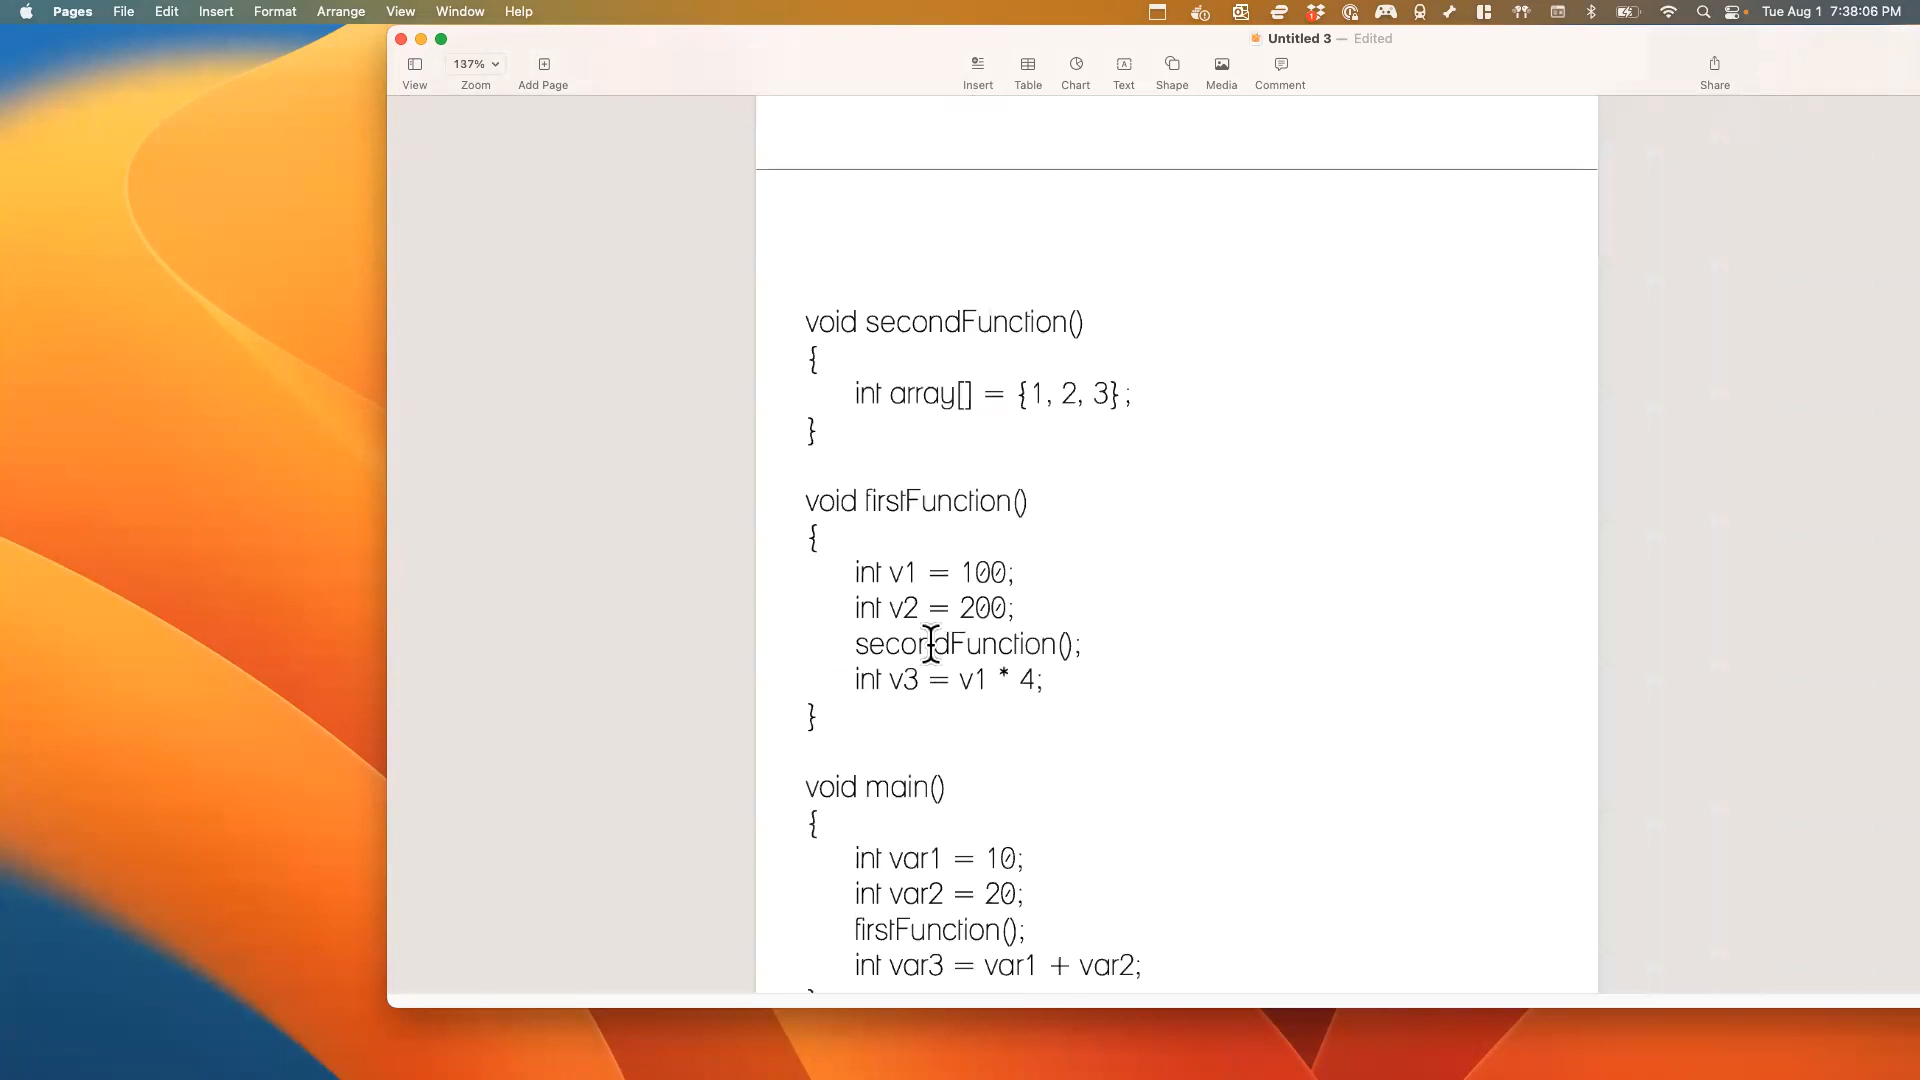 Pages File Edit Insert Format Arrange View Window Help Tue Aug 1 7:38:06 PM
Untitled 3 — Edited
137%
View Zoom Add Page Insert Table Chart Text Shape Media Comment Share
void secondFunction()
{
int array[] = {1, 2, 3};
}
void firstFunction()
{
int v1 = 100;
int v2 = 200;
secondFunction();
int v3 = v1 * 4;
}
void main()
{
int var1 = 10;
int var2 = 20;
firstFunction();
int var3 = var1 + var2;